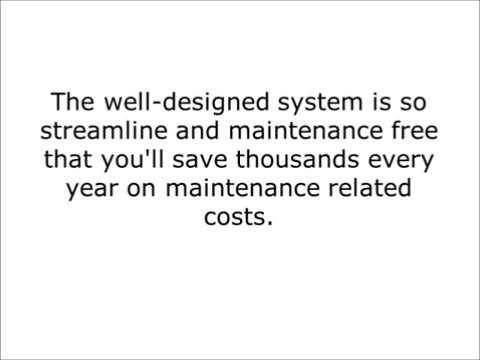 The well-designed system is so
streamline and maintenance free
that you'll save thousands every
year on maintenance related
costs.